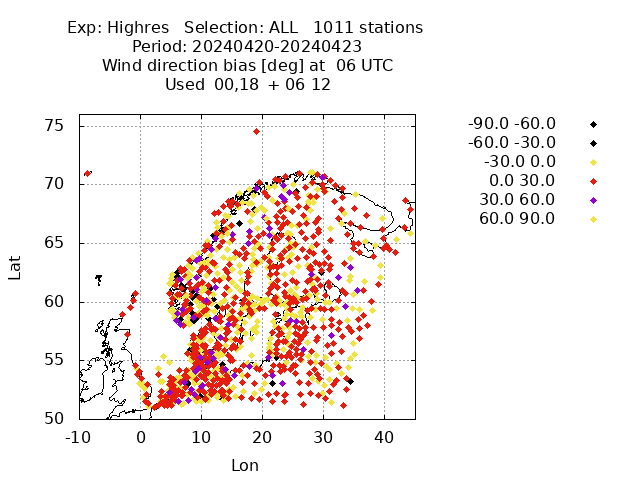 Exp: Highres   Selection: ALL   1011 stations
Period: 20240420-20240423
Wind direction bias [deg] at  06 UTC
Used  00,18  + 06 12
-90.0 -60.0
-60.0 -30.0
-30.0 0.0
0.0 30.0
30.0 60.0
60.0 90.0
75
70
65
60
55
50
Lat
-10 0 10 20 30 40
Lon